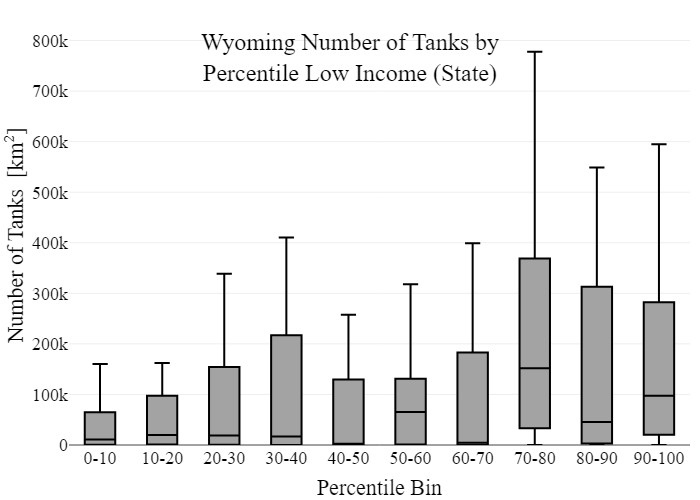 Wyoming Number of Tanks by
Percentile Low Income (State)
Number of Tanks [km²]
800k
700k
600k
500k
400k
300k
200k
100k
0
0-10 10-20 20-30 30-40 40-50 50-60 60-70 70-80 80-90 90-100
Percentile Bin